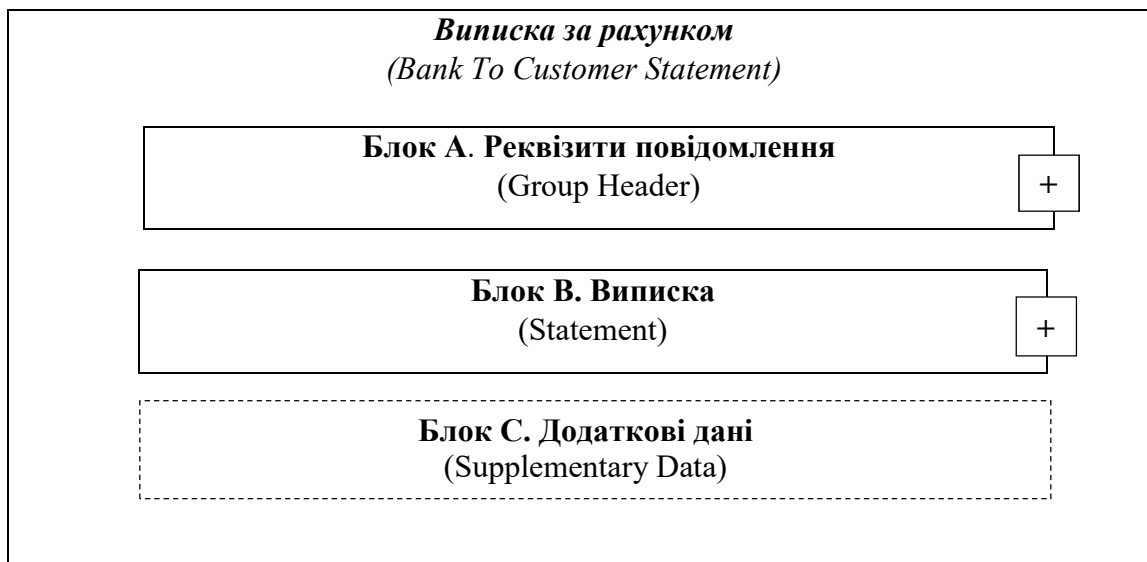 Виписка за рахунком
(Bank To Customer Statement)
Блок А. Реквізити повідомлення
(Group Header)
+
Блок В. Виписка
(Statement)
+
Блок С. Додаткові дані
(Supplementary Data)